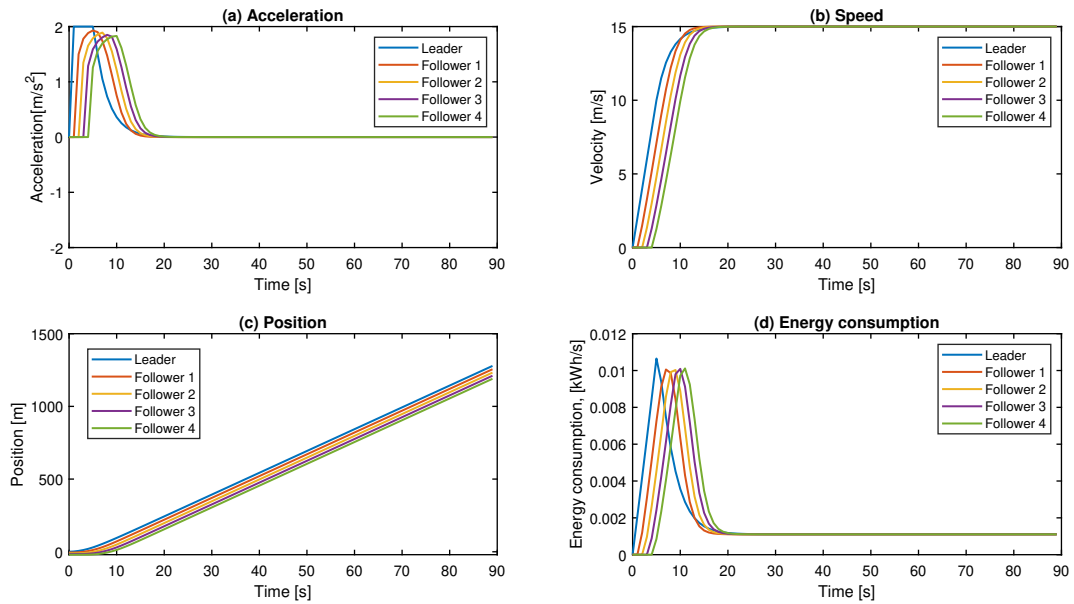 (a) Acceleration
Acceleration[m/s²]
2
1
0
-1
-2
Leader
Follower 1
Follower 2
Follower 3
Follower 4
0 10 20 30 40 50 60 70 80 90
Time [s]
(b) Speed
Velocity [m/s]
15
10
5
0
Leader
Follower 1
Follower 2
Follower 3
Follower 4
0 10 20 30 40 50 60 70 80 90
Time [s]
(c) Position
Position [m]
1500
1000
500
0
Leader
Follower 1
Follower 2
Follower 3
Follower 4
0 10 20 30 40 50 60 70 80 90
Time [s]
(d) Energy consumption
Energy consumption, [kWh/s]
0.012
0.01
0.008
0.006
0.004
0.002
0
Leader
Follower 1
Follower 2
Follower 3
Follower 4
0 10 20 30 40 50 60 70 80 90
Time [s]